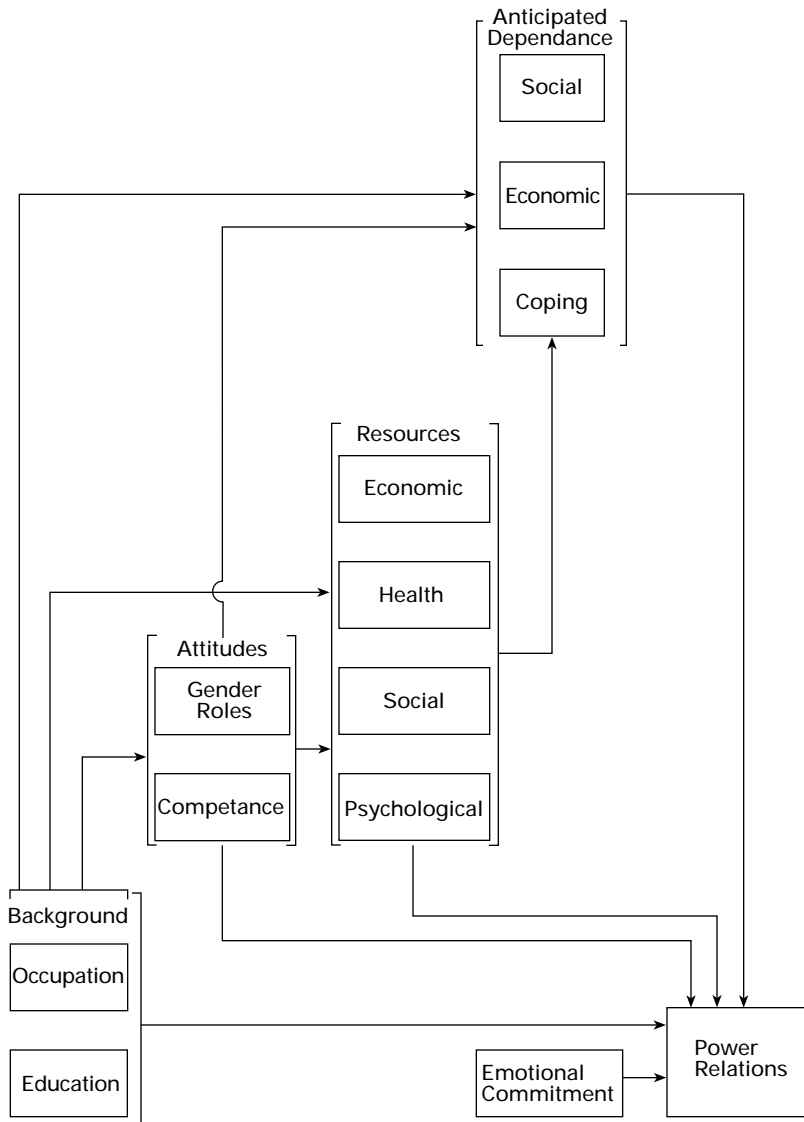 Anticipated
Dependance
Social
Economic
Coping
Resources
Economic
Health
Social
Psychological
Attitudes
Gender
Roles
Competance
Background
Occupation
Education
Emotional
Commitment
Power
Relations